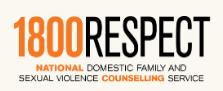 1800RESPECT
NATIONAL DOMESTIC FAMILY AND
SEXUAL VIOLENCE COUNSELLING SERVICE